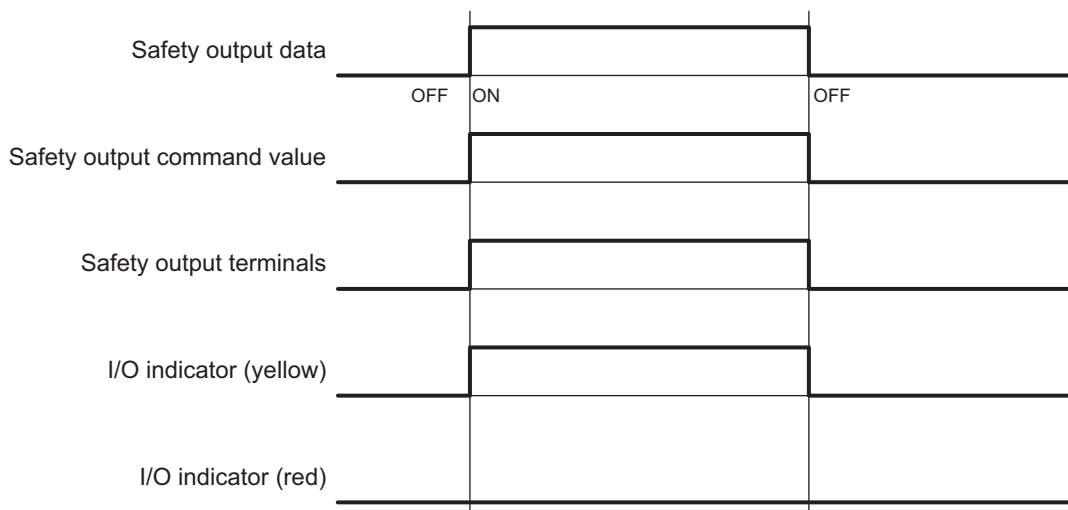 Safety output data
OFF ON OFF
Safety output command value
Safety output terminals
I/O indicator (yellow)
I/O indicator (red)